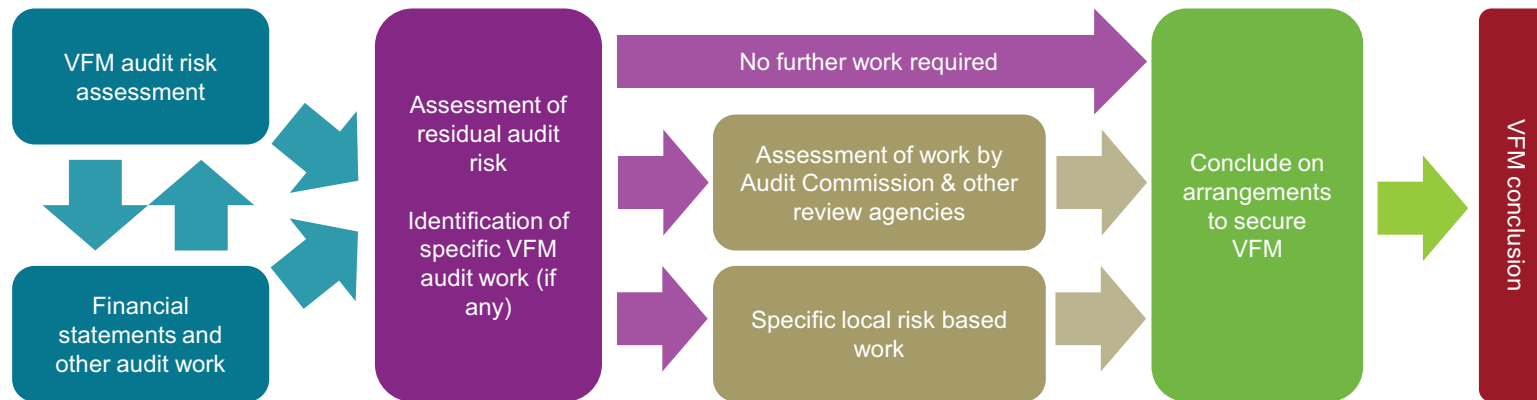 VFM audit risk
assessment
Financial
statements and
other audit work
Assessment of
residual audit
risk
Identification of
specific VFM
audit work (if
any)
No further work required
Assessment of work by
Audit Commission & other
review agencies
Specific local risk based
work
Conclude on
arrangements
to secure
VFM
VFM conclusion